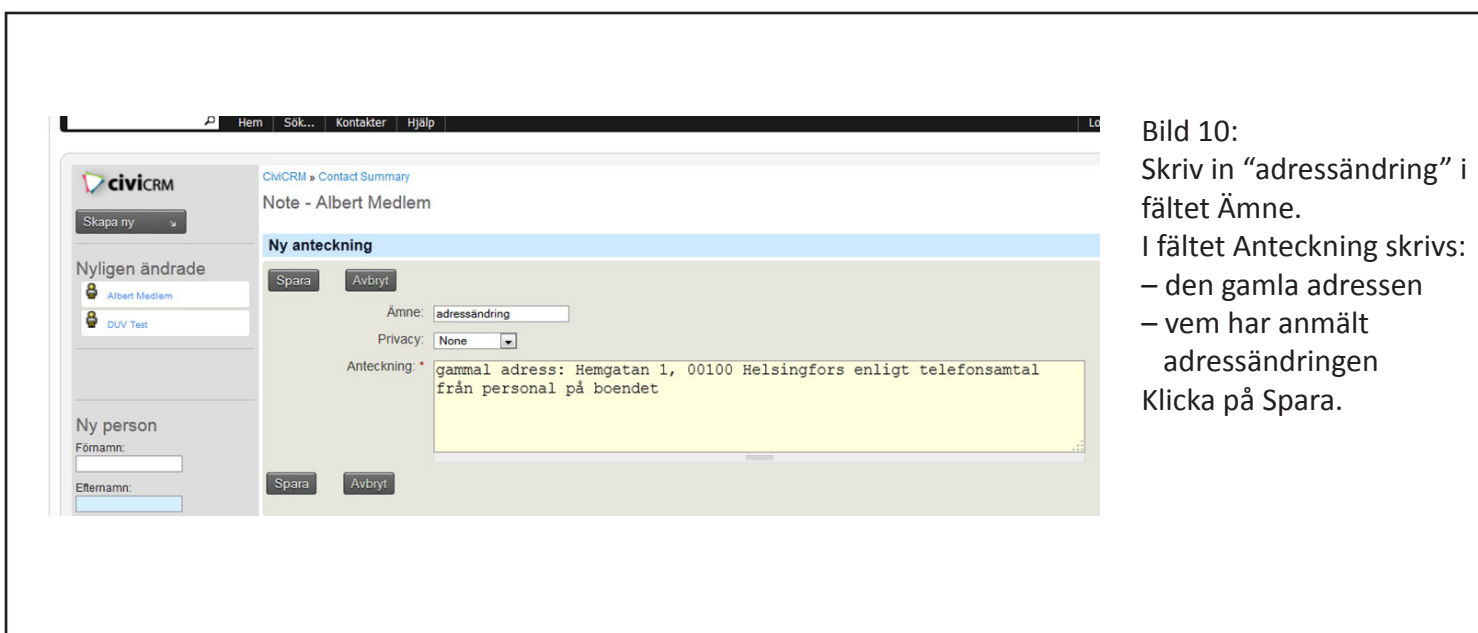 Hem Sök... Kontakter Hjälp Lo
civiCRM
Skapa ny
Nyligen ändrade
Albert Medlem
DUV Test
Ny person
Förnamn:
Efternamn:
CiviCRM » Contact Summary
Note - Albert Medlem
Ny anteckning
Spara Avbryt
Ämne: adressändring
Privacy: None
Anteckning: * gammal adress: Hemgatan 1, 00100 Helsingfors enligt telefonsamtal
från personal på boendet
Spara Avbryt
Bild 10:
Skriv in “adressändring” i
fältet Ämne.
I fältet Anteckning skrivs:
– den gamla adressen
– vem har anmält
adressändringen
Klicka på Spara.